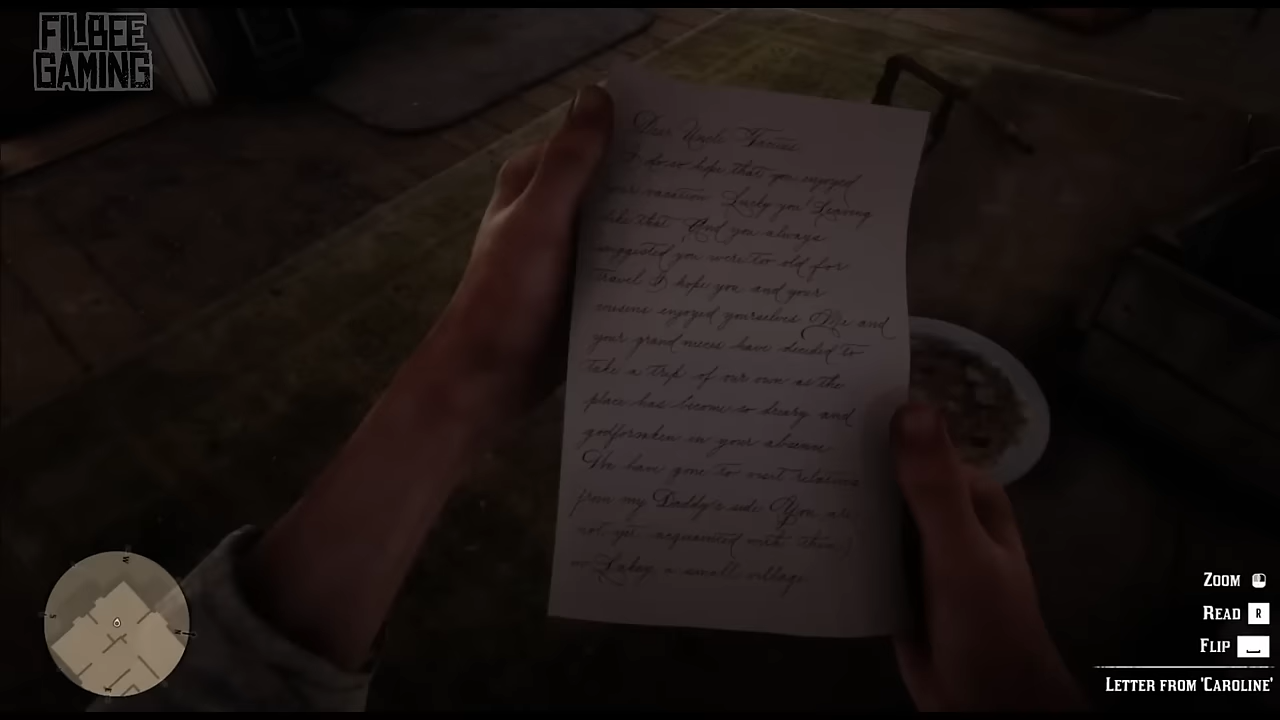 FILBEE
GAMING
Dear Uncle Tacitus
I do so hope that you enjoyed
your vacation Lucky you! Leaving
like that And you always
suggested you were too old for
travel I hope you and your
cousins enjoyed yourselves Me and
your grand nieces have decided to
take a trip of our own as the
place has become so dreary and
godforsaken in your absence
We have gone to visit relatives
from my Daddy's side (You are
not yet acquainted with them)
in Lakay a small village
ZOOM
READ R
FLIP
LETTER FROM 'CAROLINE'